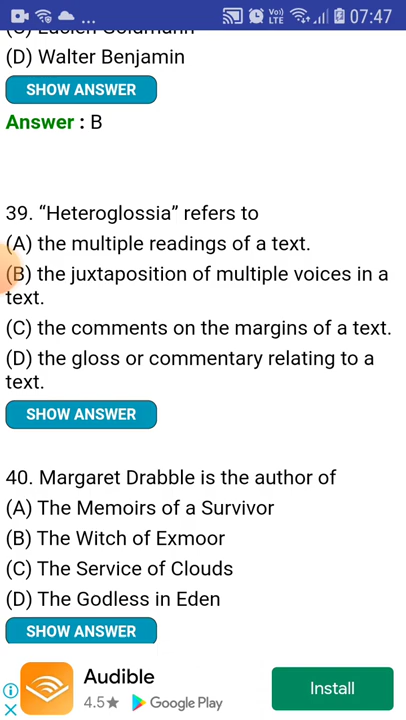 ... 07:47
(D) Walter Benjamin
SHOW ANSWER
Answer : B
39. “Heteroglossia” refers to
(A) the multiple readings of a text.
(B) the juxtaposition of multiple voices in a
text.
(C) the comments on the margins of a text.
(D) the gloss or commentary relating to a
text.
SHOW ANSWER
40. Margaret Drabble is the author of
(A) The Memoirs of a Survivor
(B) The Witch of Exmoor
(C) The Service of Clouds
(D) The Godless in Eden
SHOW ANSWER
Audible
4.5★ Google Play
Install